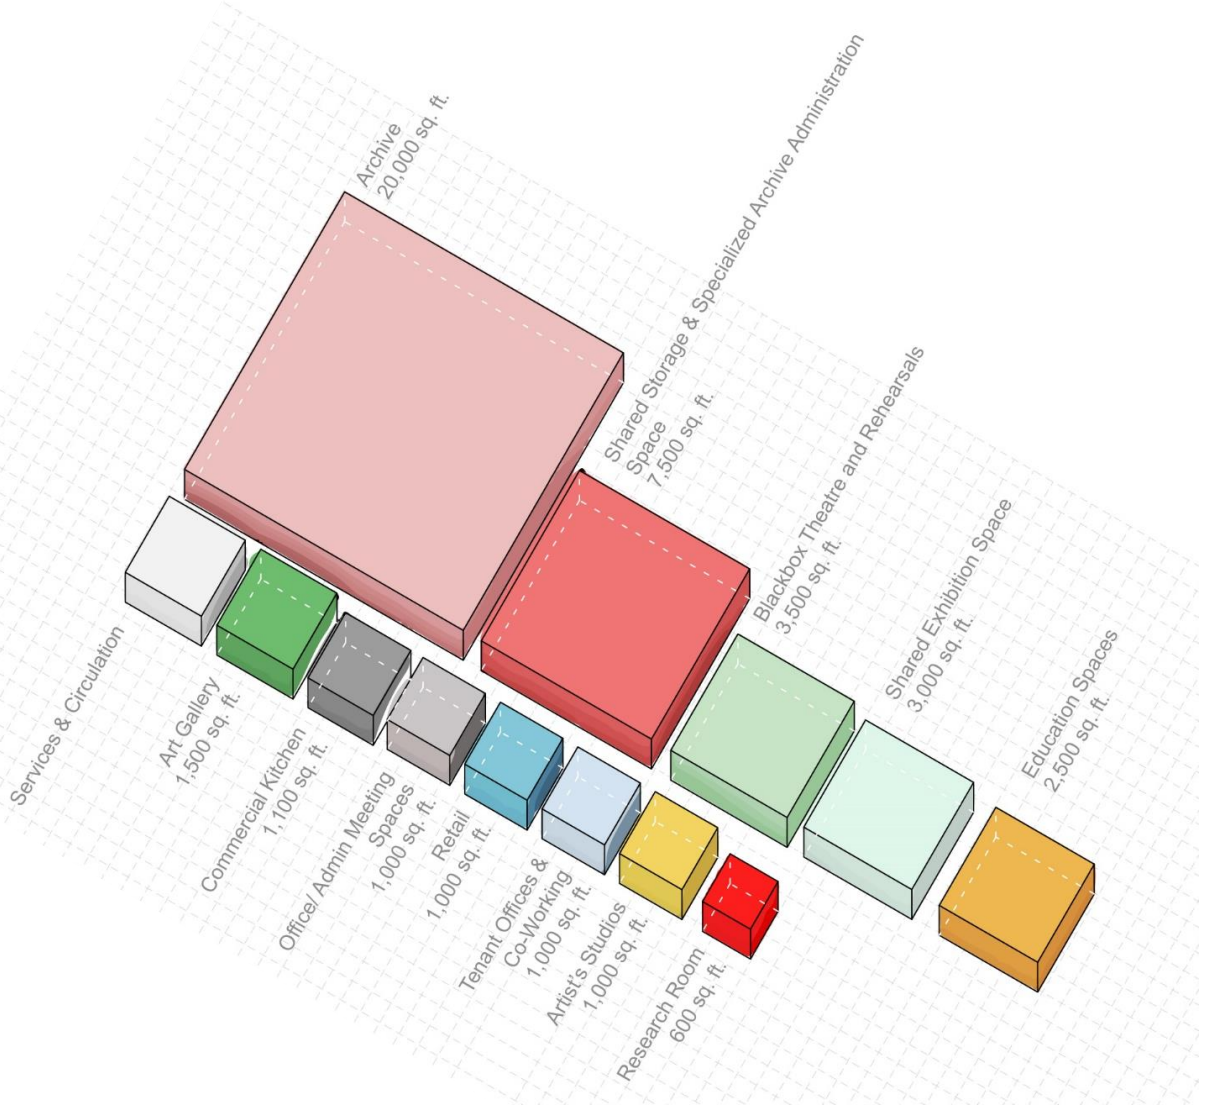 Archive
20,000 sq. ft.
Shared Storage & Specialized Archive Administration
Space
7,500 sq. ft.
Blackbox Theatre and Rehearsals
3,500 sq. ft.
Shared Exhibition Space
3,000 sq. ft.
Education Spaces
2,500 sq. ft.
Services & Circulation
Art Gallery
1,500 sq. ft.
Commercial Kitchen
1,100 sq. ft.
Office/ Admin Meeting
Spaces
1,000 sq. ft.
Retail
1,000 sq. ft.
Tenant Offices &
Co-Working
1,000 sq. ft.
Artist's Studios
1,000 sq. ft.
Research Room
600 sq. ft.